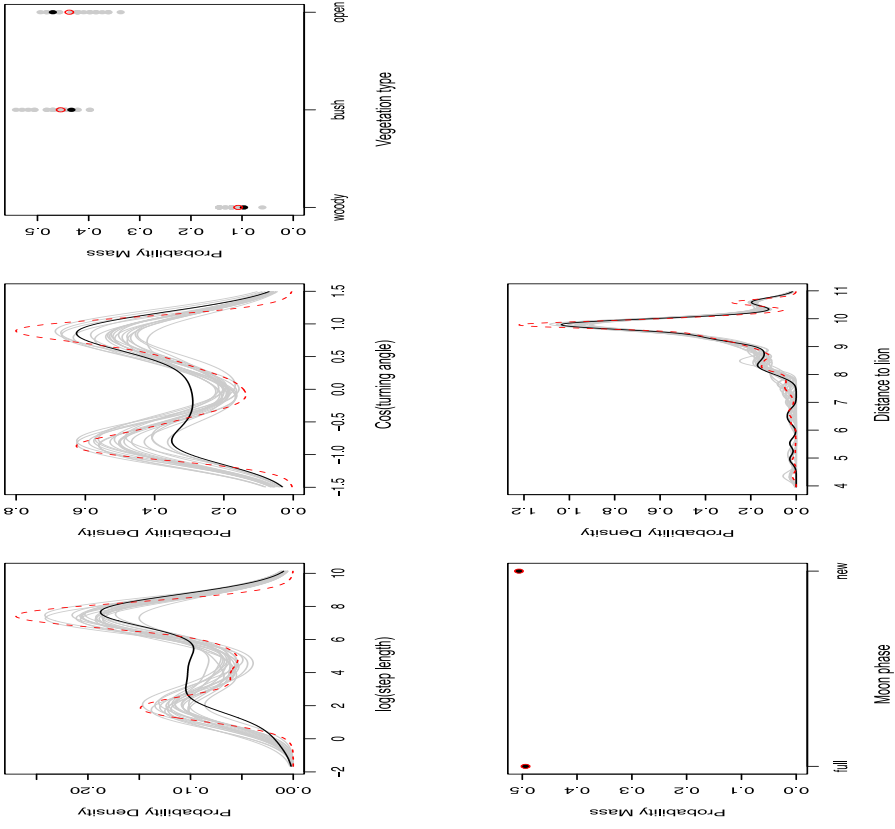 Probability Density
0.20
0.10
0.00
−2 0 2 4 6 8 10
log(step length)
Probability Density
0.8
0.6
0.4
0.2
0.0
−1.5 −1.0 −0.5 0.0 0.5 1.0 1.5
Cos(turning angle)
Probability Mass
0.5
0.4
0.3
0.2
0.1
0.0
woody bush open
Vegetation type
Probability Mass
0.5
0.4
0.3
0.2
0.1
0.0
full new
Moon phase
Probability Density
1.2
1.0
0.8
0.6
0.4
0.2
0.0
4 5 6 7 8 9 10 11
Distance to lion